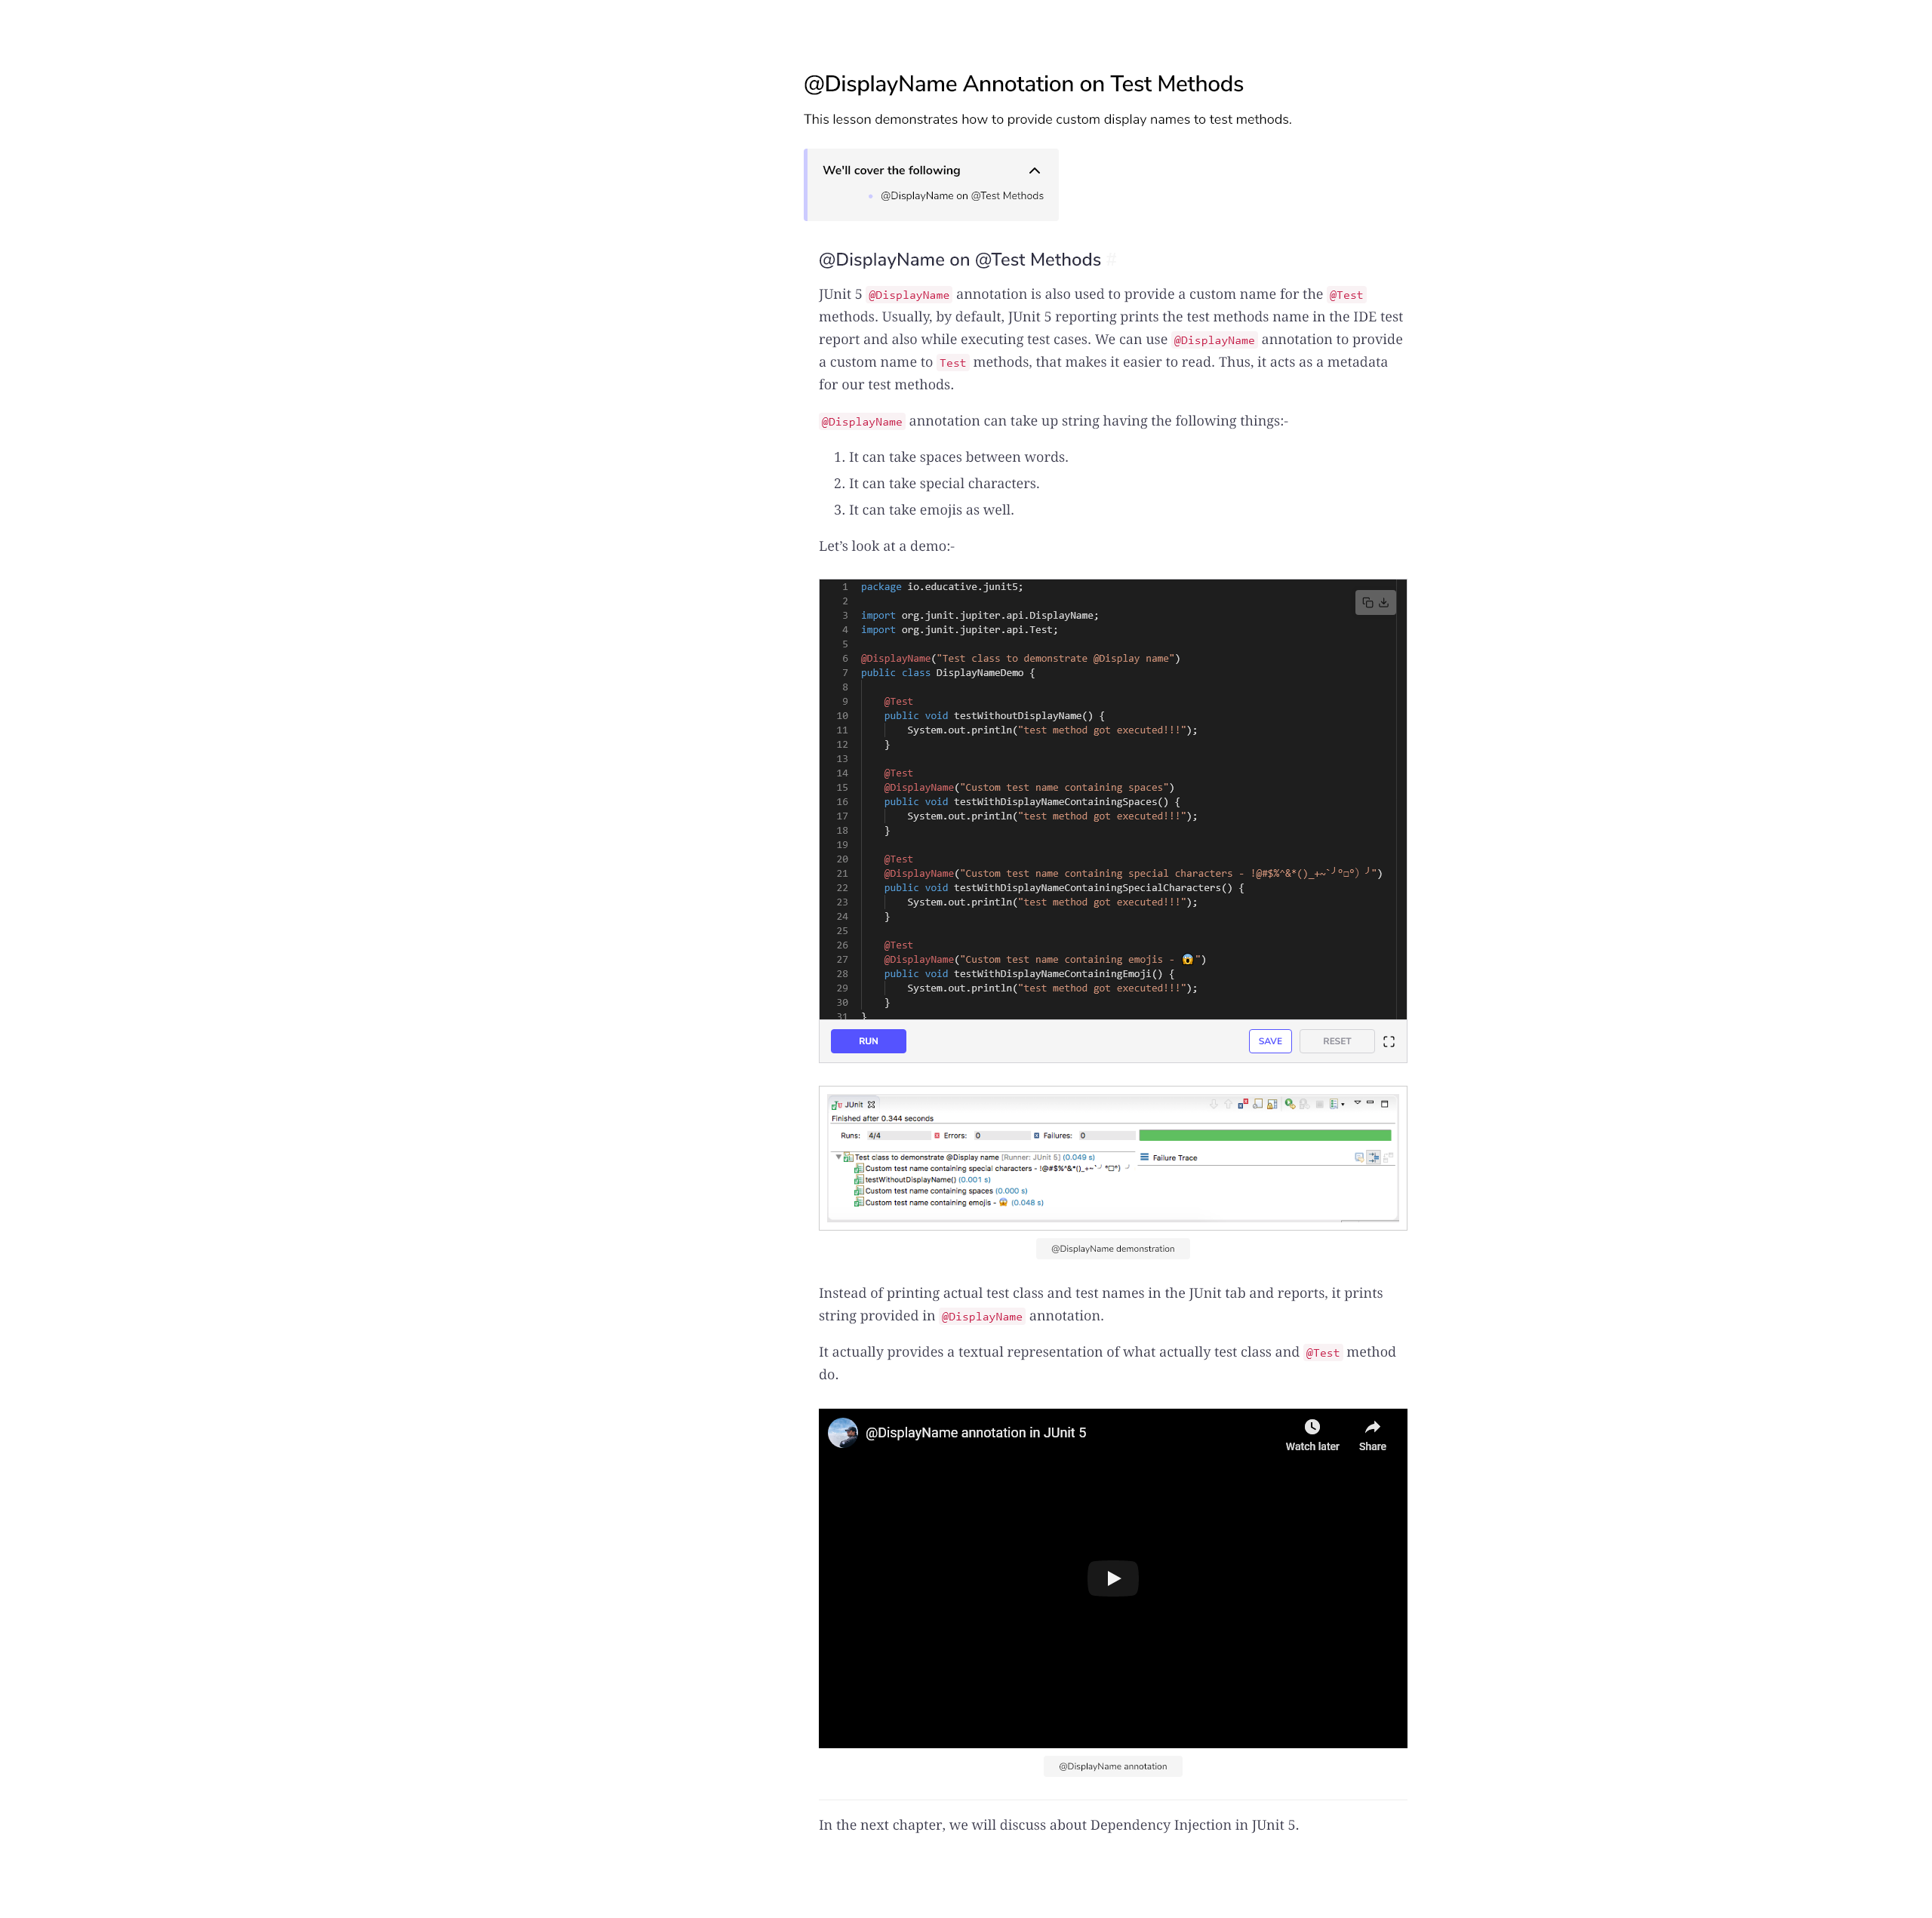 @DisplayName Annotation on Test Methods
This lesson demonstrates how to provide custom display names to test methods.
We'll cover the following
@DisplayName on @Test Methods
@DisplayName on @Test Methods #
JUnit 5 @DisplayName annotation is also used to provide a custom name for the @Test
methods. Usually, by default, JUnit 5 reporting prints the test methods name in the IDE test
report and also while executing test cases. We can use @DisplayName annotation to provide
a custom name to Test methods, that makes it easier to read. Thus, it acts as a metadata
for our test methods.
@DisplayName annotation can take up string having the following things:-
1. It can take spaces between words.
2. It can take special characters.
3. It can take emojis as well.
Let’s look at a demo:-
1 package io.educative.junit5;
2
3 import org.junit.jupiter.api.DisplayName;
4 import org.junit.jupiter.api.Test;
5
6 @DisplayName("Test class to demonstrate @Display name")
7 public class DisplayNameDemo {
8
9 @Test
10 public void testWithoutDisplayName() {
11 System.out.println("test method got executed!!!");
12 }
13
14 @Test
15 @DisplayName("Custom test name containing spaces")
16 public void testWithDisplayNameContainingSpaces() {
17 System.out.println("test method got executed!!!");
18 }
19
20 @Test
21 @DisplayName("Custom test name containing special characters - !@#$%^&*()_+~`╯°□°）╯")
22 public void testWithDisplayNameContainingSpecialCharacters() {
23 System.out.println("test method got executed!!!");
24 }
25
26 @Test
27 @DisplayName("Custom test name containing emojis - 😱")
28 public void testWithDisplayNameContainingEmoji() {
29 System.out.println("test method got executed!!!");
30 }
31 }
RUN SAVE RESET
JUnit
Finished after 0.344 seconds
Runs: 4/4 Errors: 0 Failures: 0
Test class to demonstrate @Display name [Runner: JUnit 5] (0.049 s) Failure Trace
Custom test name containing special characters - !@#$%^&*()_+~`╯°□°）╯
testWithoutDisplayName() (0.001 s)
Custom test name containing spaces (0.000 s)
Custom test name containing emojis - 😱 (0.048 s)
@DisplayName demonstration
Instead of printing actual test class and test names in the JUnit tab and reports, it prints
string provided in @DisplayName annotation.
It actually provides a textual representation of what actually test class and @Test method
do.
@DisplayName annotation in JUnit 5
Watch later Share
@DisplayName annotation
In the next chapter, we will discuss about Dependency Injection in JUnit 5.